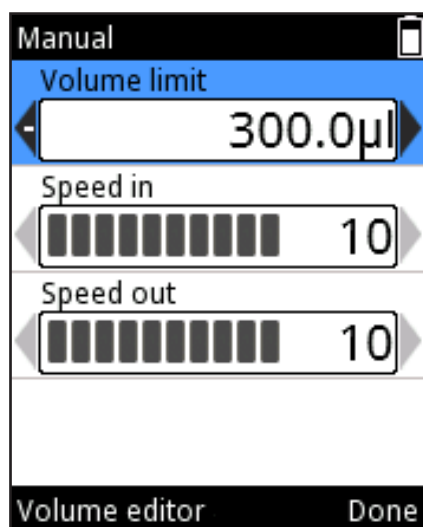 Manual
Volume limit
300.0µl
Speed in
10
Speed out
10
Volume editor Done